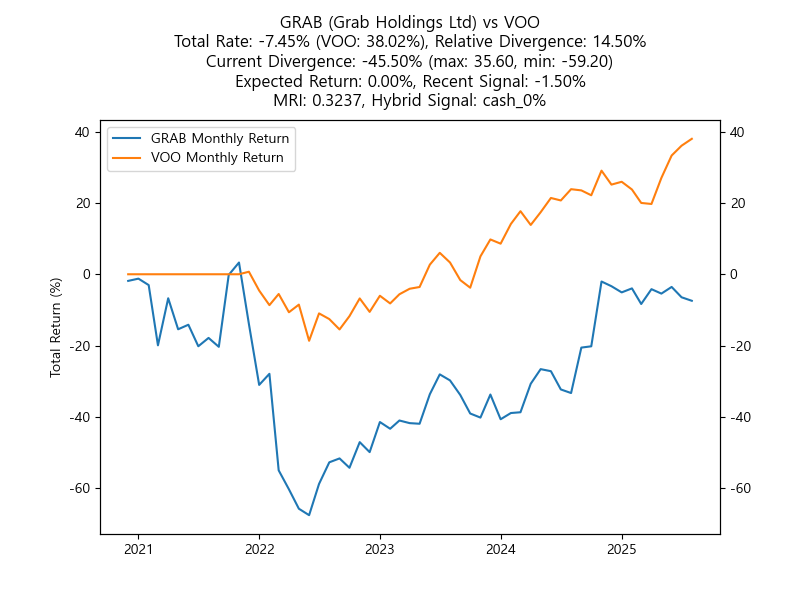 GRAB (Grab Holdings Ltd) vs VOO
Total Rate: -7.45% (VOO: 38.02%), Relative Divergence: 14.50%
Current Divergence: -45.50% (max: 35.60, min: -59.20)
Expected Return: 0.00%, Recent Signal: -1.50%
MRI: 0.3237, Hybrid Signal: cash_0%
GRAB Monthly Return
VOO Monthly Return
Total Return (%)
40
20
0
-20
-40
-60
40
20
0
-20
-40
-60
2021
2022
2023
2024
2025